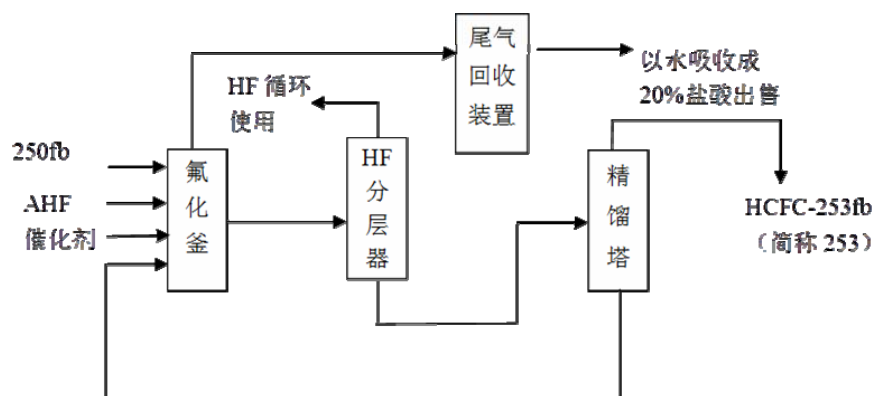 尾气
回收
装置
以水吸收成
20%盐酸出售
HF 循环
使用
250fb
AHF
催化剂
氟
化
釜
HF
分
层
器
精
馏
塔
HCFC-253fb
（简称 253）